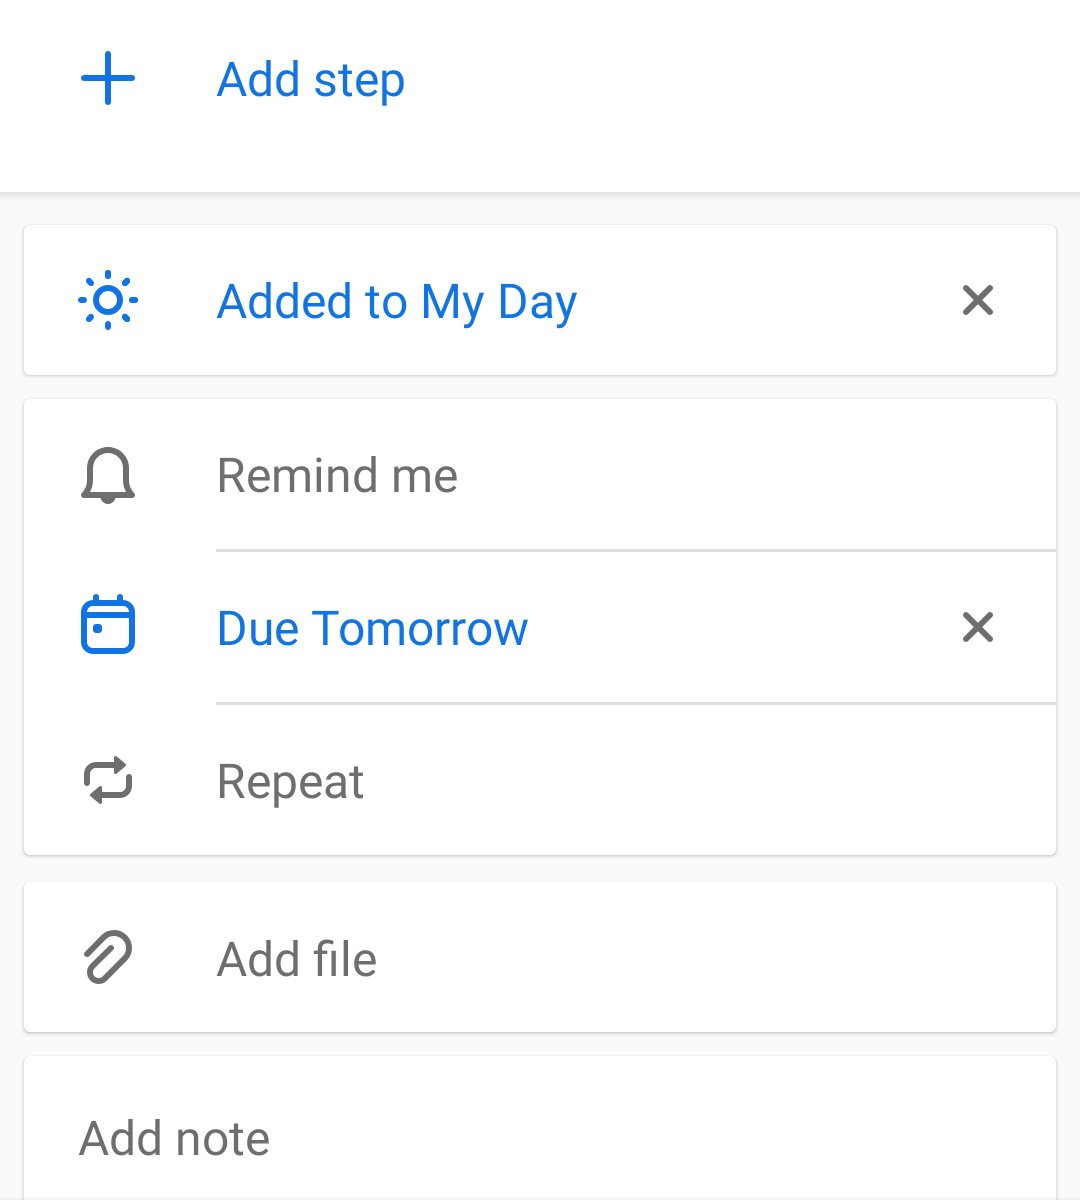 Add step
Added to My Day
Remind me
Due Tomorrow
Repeat
Add file
Add note